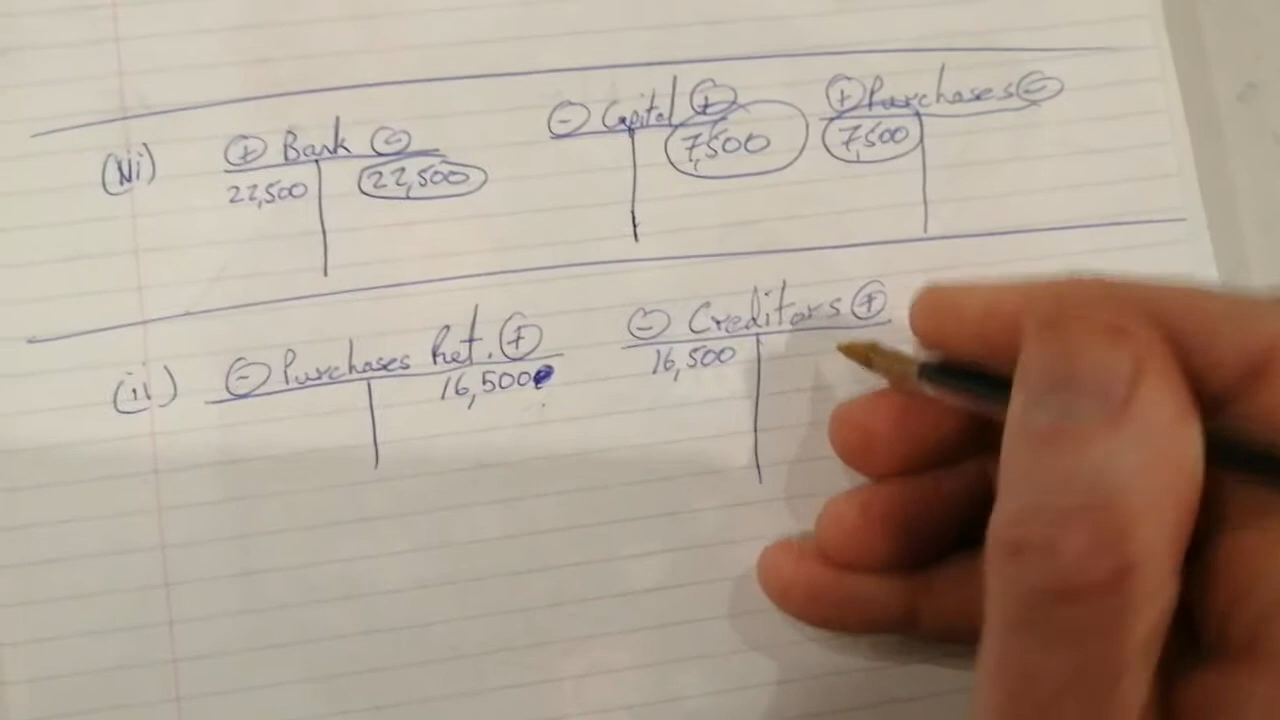 (Ni) + Bank - - Capital + + Purchases -
22,500 22,500 7,500 7,500
(ii) - Purchases Ret. + - Creditors +
16,500 16,500